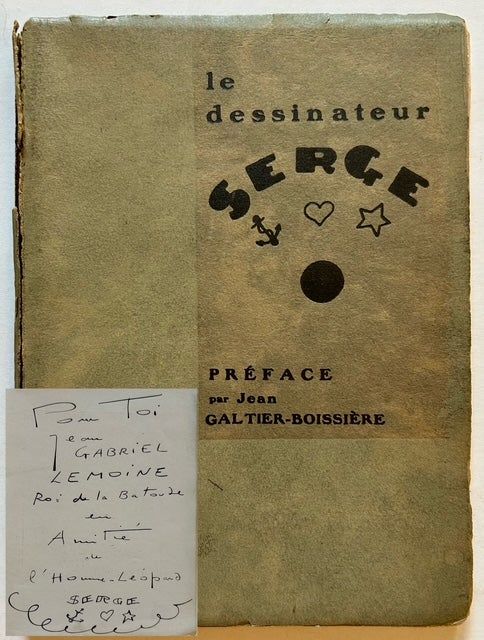 le
dessinateur
SERGE
PRÉFACE
par Jean
GALTIER-BOISSIÈRE
Pour Toi
Jean
GABRIEL
LEMOINE
Roi de la Batoude
en
Amitié
de
l'Homme-Léopard
SERGE